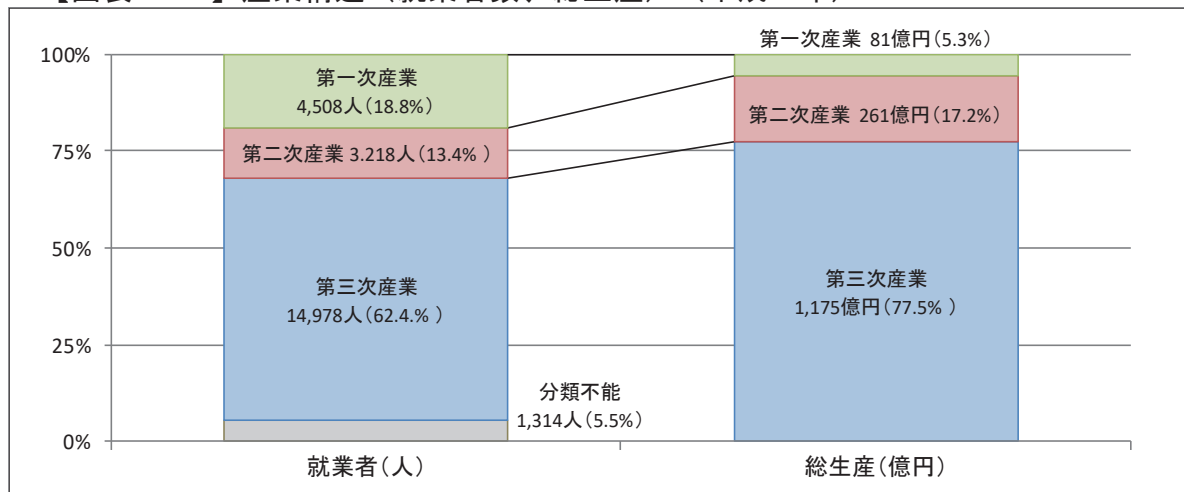 100%
75%
50%
25%
0%
第一次産業
4,508人(18.8%)
第二次産業 3.218人(13.4% )
第三次産業
14,978人(62.4.% )
分類不能
1,314人(5.5%)
第一次産業 81億円(5.3%)
第二次産業 261億円(17.2%)
第三次産業
1,175億円(77.5% )
就業者(人)
総生産(億円)